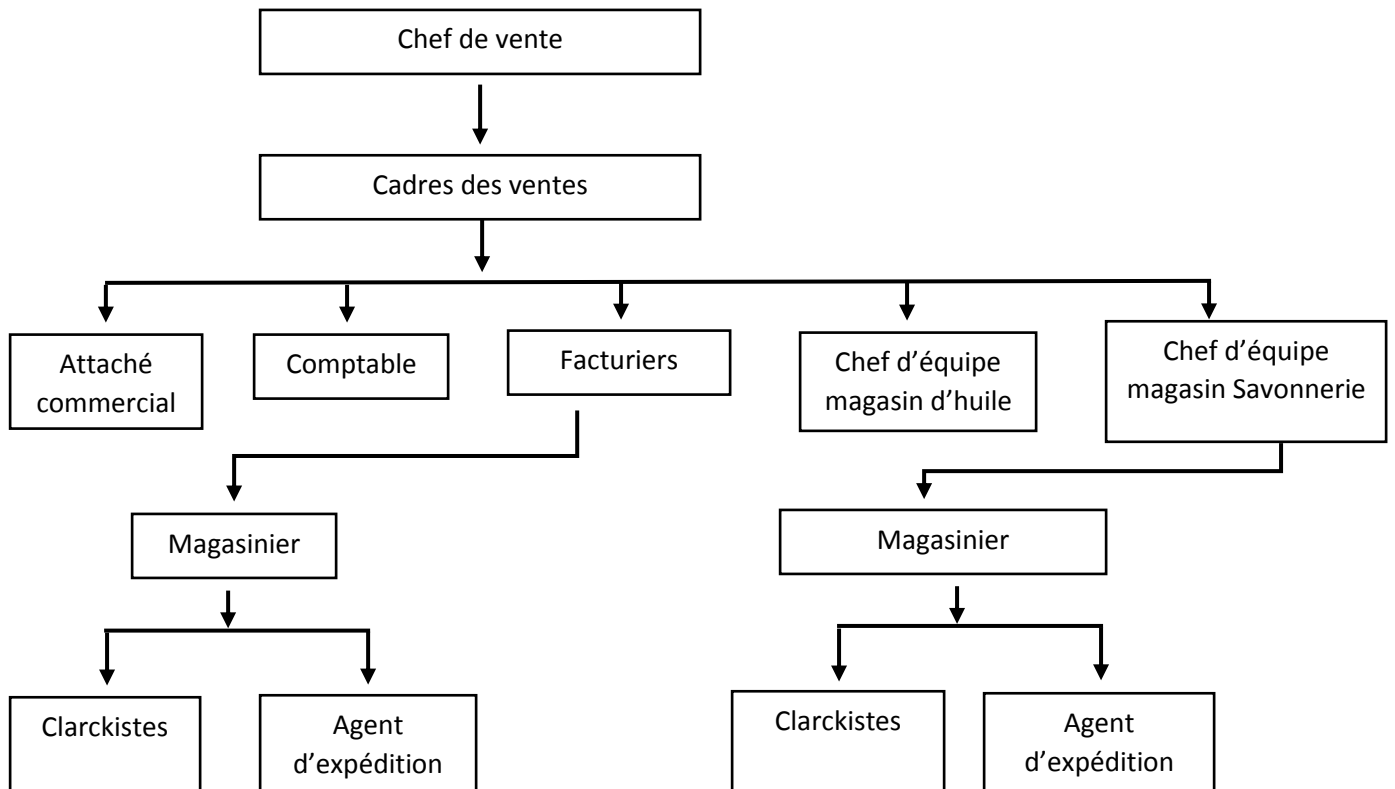 Chef de vente
Cadres des ventes
Attaché
commercial
Comptable
Facturiers
Chef d’équipe
magasin d’huile
Chef d’équipe
magasin Savonnerie
Magasinier
Magasinier
Clarckistes
Agent
d’expédition
Clarckistes
Agent
d’expédition